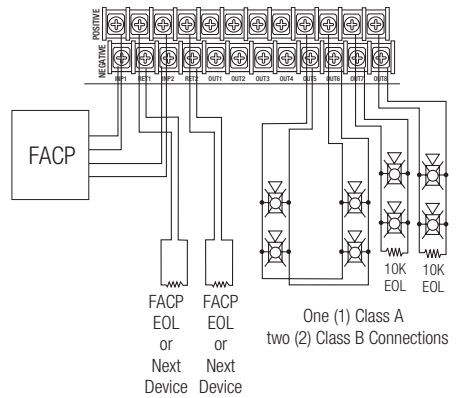 POSITIVE
NEGATIVE
INP1 RET1 INP2 RET2 OUT1 OUT2 OUT3 OUT4 OUT5 OUT6 OUT7 OUT8
FACP
10K
EOL
10K
EOL
FACP
EOL
or
Next
Device
FACP
EOL
or
Next
Device
One (1) Class A
two (2) Class B Connections